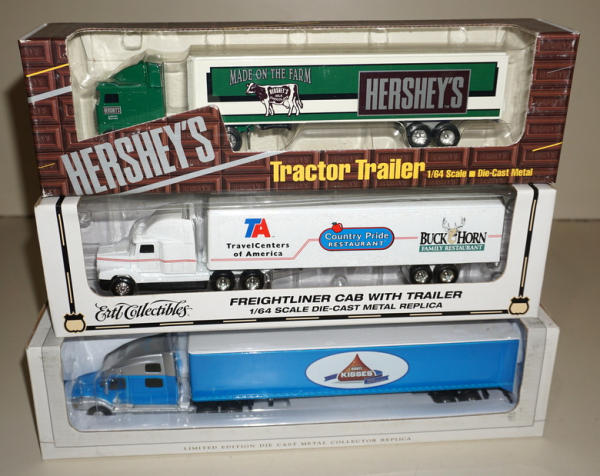 MADE ON THE FARM
HERSHEY'S
HERSHEY'S
HERSHEY'S
HERSHEY'S
Tractor Trailer
1/64 Scale ■ Die-Cast Metal
TA
TravelCenters
of America
Country Pride
RESTAURANT
BUCKHORN
FAMILY RESTAURANT
Ertl Collectibles
FREIGHTLINER CAB WITH TRAILER
1/64 SCALE DIE-CAST METAL REPLICA
KISSES
LIMITED EDITION DIE CAST METAL COLLECTOR REPLICA